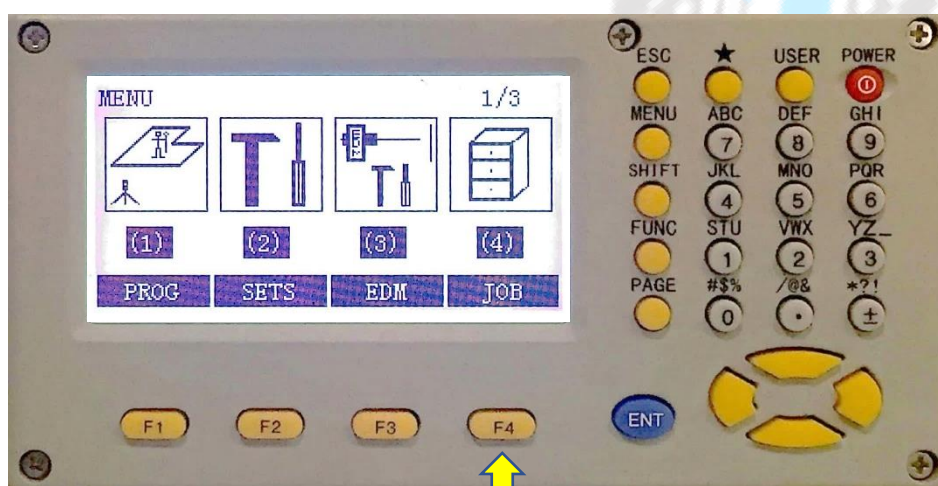 MENU 1/3
(1) (2) (3) (4)
PROG SETS EDM JOB
F1 F2 F3 F4
ESC ★ USER POWER
MENU ABC DEF GHI
7 8 9
SHIFT JKL MNO PQR
4 5 6
FUNC STU VWX YZ_
1 2 3
PAGE #$% /@& *?!
0 . ±
ENT